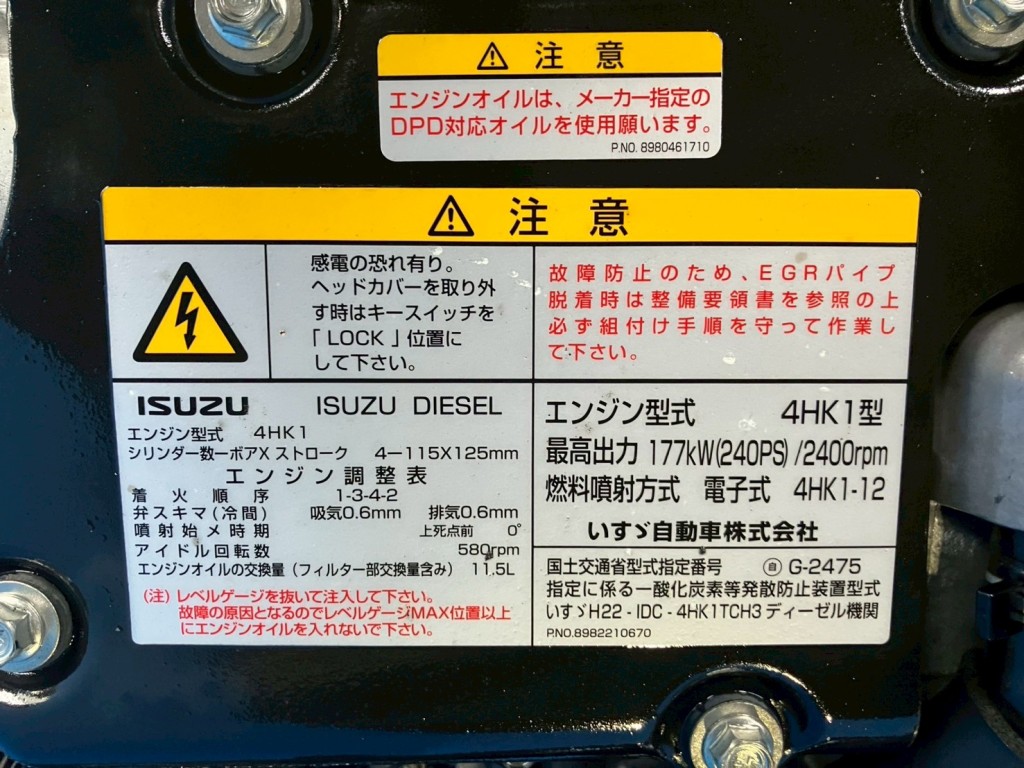 注意
エンジンオイルは、メーカー指定の
DPD対応オイルを使用願います。
P.NO. 8980461710
注意
感電の恐れ有り。
ヘッドカバーを取り外
す時はキースイッチを
「LOCK」位置に
して下さい。
故障防止のため、EGRパイプ
脱着時は整備要領書を参照の上
必ず組付け手順を守って作業し
て下さい。
ISUZU ISUZU DIESEL
エンジン型式 4HK1
シリンダー数ーボアX ストローク 4ー115X125mm
エンジン調整表
着火順序 1-3-4-2
弁スキマ(冷間) 吸気0.6mm 排気0.6mm
噴射始メ時期 上死点前 0°
アイドル回転数 580rpm
エンジンオイルの交換量(フィルター部交換量含み) 11.5L
(注)レベルゲージを抜いて注入して下さい。
故障の原因となるのでレベルゲージMAX位置以上
にエンジンオイルを入れないで下さい。
エンジン型式 4HK1型
最高出力 177kW(240PS)/2400rpm
燃料噴射方式 電子式 4HK1-12
いすゞ自動車株式会社
国土交通省型式指定番号 ㊀自 G-2475
指定に係る一酸化炭素等発散防止装置型式
いすゞH22-IDC-4HK1TCH3 ディーゼル機関
P.NO.8982210670